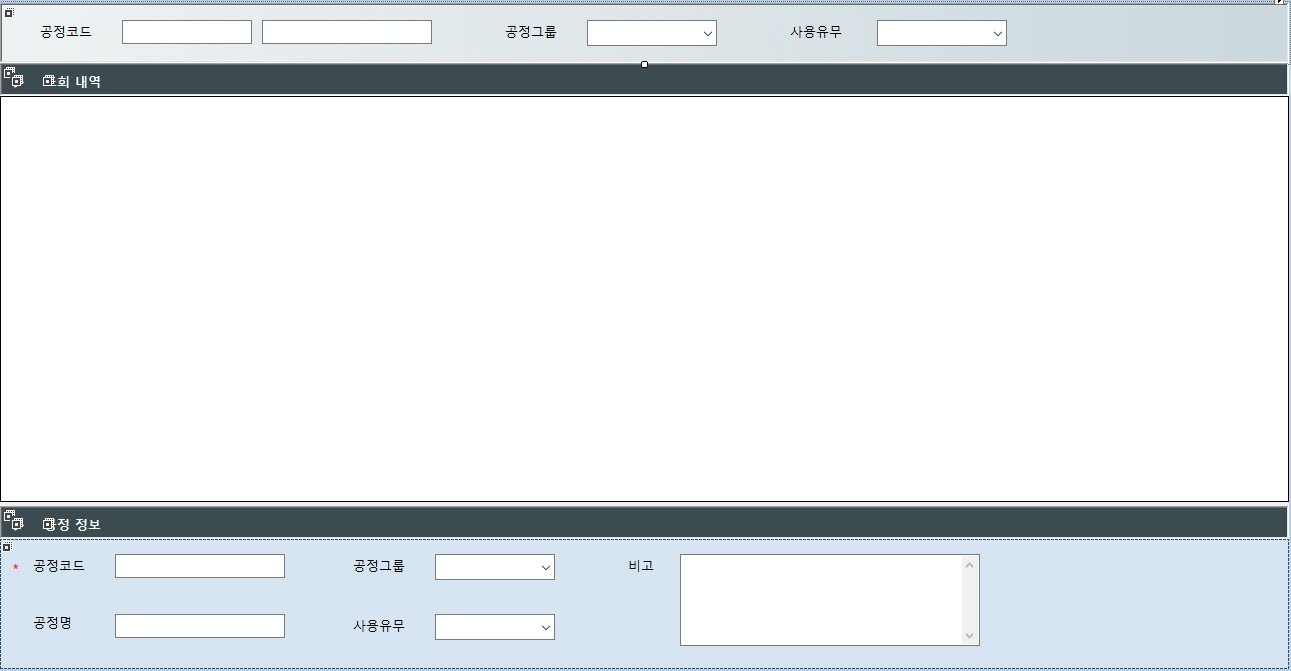 공정코드 공정그룹 사용유무
회 내역
정 정보
* 공정코드 공정그룹 비고
공정명 사용유무